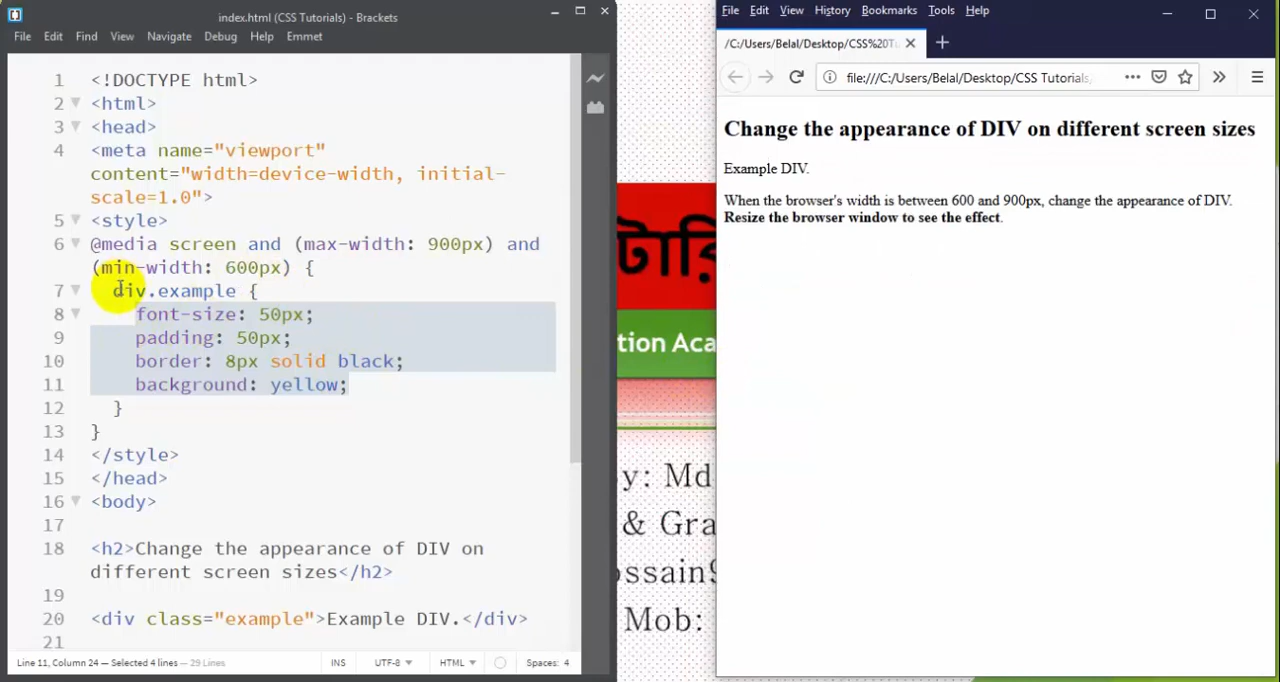 index.html (CSS Tutorials) - Brackets
File Edit Find View Navigate Debug Help Emmet
1 <!DOCTYPE html>
2 <html>
3 <head>
4 <meta name="viewport"
content="width=device-width, initial-
scale=1.0">
5 <style>
6 @media screen and (max-width: 900px) and
(min-width: 600px) {
7 div.example {
8 font-size: 50px;
9 padding: 50px;
10 border: 8px solid black;
11 background: yellow;
12 }
13 }
14 </style>
15 </head>
16 <body>
17
18 <h2>Change the appearance of DIV on
different screen sizes</h2>
19
20 <div class="example">Example DIV.</div>
21
Line 11, Column 24 — Selected 4 lines — 29 Lines
INS UTF-8 HTML Spaces: 4
টারি
tion Aca
y: Md
& Gra
ossain9
Mob:
File Edit View History Bookmarks Tools Help
/C:/Users/Belal/Desktop/CSS%20Tu
file:///C:/Users/Belal/Desktop/CSS Tutorials/
Change the appearance of DIV on different screen sizes
Example DIV.
When the browser's width is between 600 and 900px, change the appearance of DIV.
Resize the browser window to see the effect.